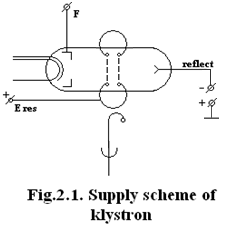 F
reflect
+
E res
-
+
Fig.2.1. Supply scheme of
klystron